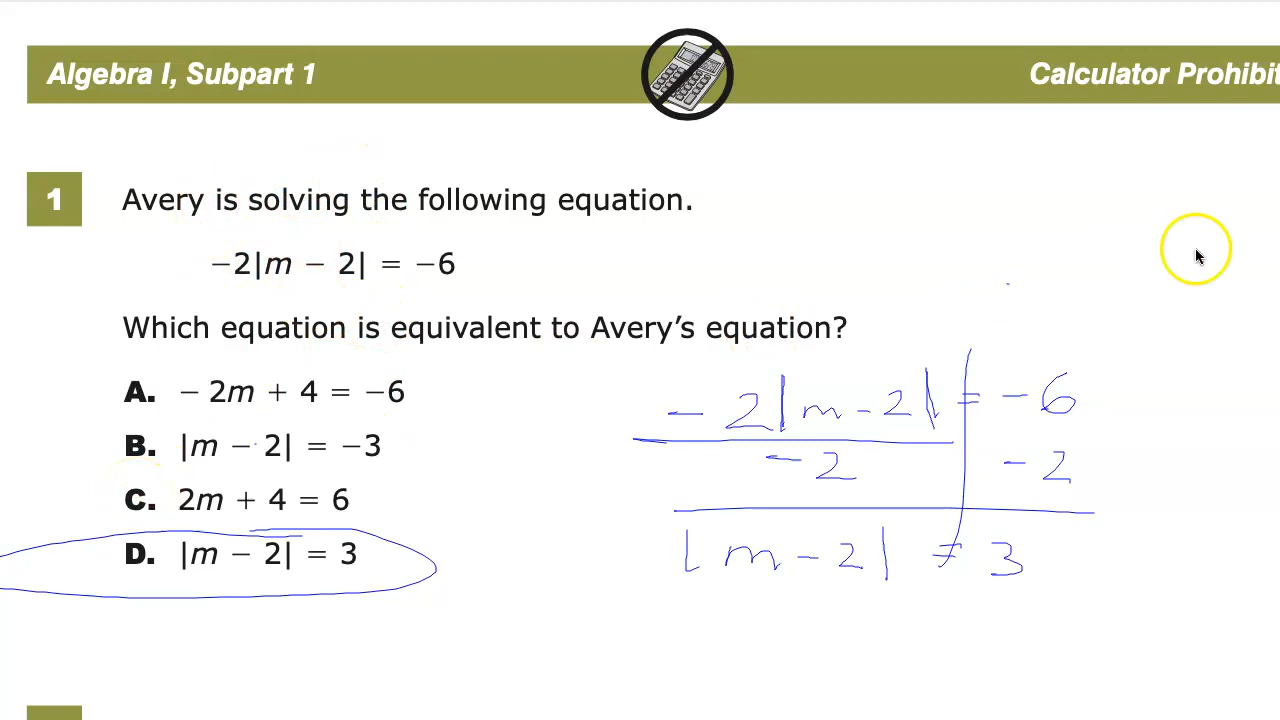 Algebra I, Subpart 1
Calculator Prohibit
1
Avery is solving the following equation.
−2|m − 2| = −6
Which equation is equivalent to Avery’s equation?
A. − 2m + 4 = −6
B. |m − 2| = −3
C. 2m + 4 = 6
D. |m − 2| = 3
- 2|m - 2| = - 6
- 2 - 2
|m - 2| = 3